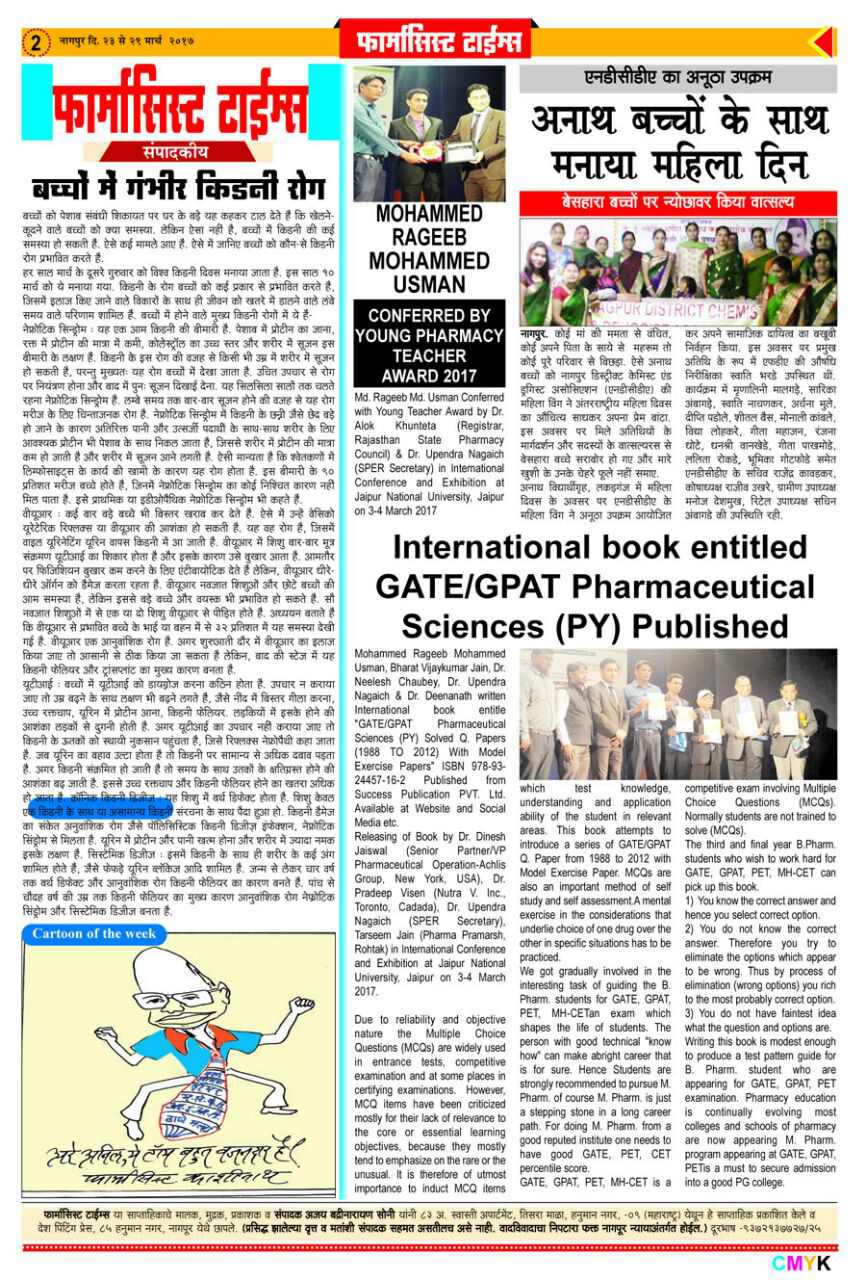 2 नागपुर दि. २३ से २९ मार्च २०१७
फार्मासिस्ट टाईम्स
फार्मासिस्ट टाईम्स
संपादकीय
बच्चों में गंभीर किडनी रोग
बच्चों को पेशाब संबंधी शिकायत पर घर के बड़े यह कहकर टाल देते हैं कि खेलने-
कूदने वाले बच्चों को क्या समस्या. लेकिन ऐसा नहीं है, बच्चों में किडनी की कई
समस्या हो सकती हैं. ऐसे कई मामले आए हैं. ऐसे में जानिए बच्चों को कौन-से किडनी
रोग प्रभावित करते है.
हर साल मार्च के दूसरे गुरुवार को विश्व किडनी दिवस मनाया जाता है. इस साल १०
मार्च को ये मनाया गया. किडनी के रोग बच्चों को कई प्रकार से प्रभावित करते है,
जिसमें इलाज किए जाने वाले विकारों के साथ ही जीवन को खतरे में डालने वाले लंबे
समय वाले परिणाम शामिल हैं. बच्चों में होने वाले मुख्य किडनी रोगों में ये है-
नेफ्रोटिक सिन्ड्रोम : यह एक आम किडनी की बीमारी है. पेशाब में प्रोटीन का जाना,
रक्त में प्रोटीन की मात्रा में कमी, कोलेस्ट्रॉल का उच्च स्तर और शरीर में सूजन इस
बीमारी के लक्षण है. किडनी के इस रोग की वजह से किसी भी उम्र में शरीर में सूजन
हो सकती है, परन्तु मुख्यतः यह रोग बच्चों में देखा जाता है. उचित उपचार से रोग
पर नियंत्रण होना और बाद में पुनः सूजन दिखाई देना. यह सिलसिला सालों तक चलते
रहना नेफ्रोटिक सिन्ड्रोम है. लम्बे समय तक बार-बार सूजन होने की वजह से यह रोग
मरीज के लिए चिन्ताजनक रोग है. नेफ्रोटिक सिन्ड्रोम में किडनी के छन्नी जैसे छेद बड़े
हो जाने के कारण अतिरिक्त पानी और उत्सर्जी पदार्थों के साथ-साथ शरीर के लिए
आवश्यक प्रोटीन भी पेशाब के साथ निकल जाता है, जिससे शरीर में प्रोटीन की मात्रा
कम हो जाती है और शरीर में सूजन आने लगती है. ऐसी मान्यता है कि श्वेतकणो में
लिम्फोसाइट्स के कार्य की खामी के कारण यह रोग होता है. इस बीमारी के ९०
प्रतिशत मरीज बच्चे होते है, जिनमें नेफ्रोटिक सिन्ड्रोम का कोई निश्चित कारण नहीं
मिल पाता है. इसे प्राथमिक या इडीओपैथिक नेफ्रोटिक सिन्ड्रोम भी कहते है.
वीयूआर : कई बार बड़े बच्चे भी बिस्तर खराब कर देते है. ऐसे में उन्हे वेसिको
यूरेटेरिक रिफ्लक्स या वीयूआर की आशंका हो सकती है. यह वह रोग है, जिसमें
वाइल यूरिनेटिंग यूरिन वापस किडनी में आ जाती है. वीयूआर में शिशु बार-बार मूत्र
संक्रमण यूटीआई का शिकार होता है और इसके कारण उसे बुखार आता है. आमतौर
पर फिजिशियन बुखार कम करने के लिए एंटीबायोटिक देते है लेकिन, वीयूआर धीरे-
धीरे ऑर्गन को डैमेज करता रहता है. वीयूआर नवजात शिशुओं और छोटे बच्चों की
आम समस्या है, लेकिन इससे बड़े बच्चे और वयस्क भी प्रभावित हो सकते है. सौ
नवजात शिशुओं में से एक या दो शिशु वीयूआर से पीड़ित होते है. अध्ययन बताते है
कि वीयूआर से प्रभावित बच्चे के भाई या बहन में से ३२ प्रतिशत में यह समस्या देखी
गई है. वीयूआर एक आनुवांशिक रोग है. अगर शुरुआती दौर में वीयूआर का इलाज
किया जाए तो आसानी से ठीक किया जा सकता है लेकिन, बाद की स्टेज में यह
किडनी फेलियर और ट्रांसप्लांट का मुख्य कारण बनता है.
यूटीआई : बच्चों में यूटीआई को डायग्नोज करना कठिन होता है. उपचार न कराया
जाए तो उम्र बढ़ने के साथ लक्षण भी बढ़ने लगते है, जैसे नींद में बिस्तर गीला करना,
उच्च रक्तचाप, यूरिन में प्रोटीन आना, किडनी फेलियर. लड़कियों में इसके होने की
आशंका लड़कों से दुगनी होती है. अगर यूटीआई का उपचार नही कराया जाए तो
किडनी के ऊतकों को स्थायी नुकसान पहुंचता है, जिसे रिफ्लक्स नेफ्रोपैथी कहा जाता
है. जब यूरिन का बहाव उल्टा होता है तो किडनी पर सामान्य से अधिक दबाव पड़ता
है. अगर किडनी संक्रमित हो जाती है तो समय के साथ उतकों के क्षतिग्रस्त होने की
आशंका बढ़ जाती है. इससे उच्च रक्तचाप और किडनी फेलियर होने का खतरा अधिक
हो जाता है. क्रॉनिक किडनी डिजीज : यह शिशु में बर्थ डिफेक्ट होता है. शिशु केवल
एक किडनी के साथ या असामान्य किडनी संरचना के साथ पैदा हुआ हो. किडनी डैमेज
का संकेत अनुवांशिक रोग जैसे पॉलिसिस्टिक किडनी डिजीज़ इंफेक्शन, नेफ्रोटिक
सिंड्रोम से मिलता है. यूरिन में प्रोटीन और पानी खत्म होना और शरीर में ज्यादा नमक
इसके लक्षण है. सिस्टेमिक डिजीज : इसमें किडनी के साथ ही शरीर के कई अंग
शामिल होते हैं, जैसे फेफड़े यूरिन ब्लॉकेज आदि शामिल है. जन्म से लेकर चार वर्ष
तक बर्थ डिफेक्ट और आनुवांशिक रोग किडनी फेलियर का कारण बनते है. पांच से
चौदह वर्ष की उम्र तक किडनी फेलियर का मुख्य कारण आनुवांशिक रोग नेफ्रोटिक
सिंड्रोम और सिस्टेमिक डिजीज बनता है.
Cartoon of the week
अरे अनिल, ये टॉप बहुत वजनदार है!
फार्मासिस्ट काशिनाथ
MOHAMMED
RAGEEB
MOHAMMED
USMAN
CONFERRED BY
YOUNG PHARMACY
TEACHER
AWARD 2017
Md. Rageeb Md. Usman Conferred
with Young Teacher Award by Dr.
Alok Khunteta (Registrar,
Rajasthan State Pharmacy
Council) & Dr. Upendra Nagaich
(SPER Secretary) in International
Conference and Exhibition at
Jaipur National University, Jaipur
on 3-4 March 2017
एनडीसीडीए का अनूठा उपक्रम
अनाथ बच्चों के साथ
मनाया महिला दिन
बेसहारा बच्चों पर न्योछावर किया वात्सल्य
AGPUR DISTRICT CHEMIS
नागपुर. कोई मां की ममता से वंचित,
कोई अपने पिता के साये से महरूम तो
कोई पूरे परिवार से बिछड़ा. ऐसे अनाथ
बच्चों को नागपुर डिस्ट्रीक्ट केमिस्ट एंड
ड्रगिस्ट असोसिएशन (एनडीसीडीए) की
महिला विंग ने अंतरराष्ट्रीय महिला दिवस
का औचित्य साधकर अपना प्रेम बांटा.
इस अवसर पर मिले अतिथियों के
मार्गदर्शन और सदस्यों के वात्सल्यरस से
बेसहारा बच्चे सराबोर हो गए और मारे
खुशी के उनके चेहरे फूले नहीं समाए.
अनाथ विद्यार्थीगृह, लकड़गंज में महिला
दिवस के अवसर पर एनडीसीडीए के
महिला विंग ने अनूठा उपक्रम आयोजित
कर अपने सामाजिक दायित्व का बखुबी
निर्वहन किया. इस अवसर पर प्रमुख
अतिथि के रूप में एफडीए की औषधि
निरीक्षिका स्वाति भरडे उपस्थित थीं.
कार्यक्रम में मृणालिनी मालगड़े, सारिका
अंबागड़े, स्वाति नाचणकर, अर्चना मूले,
दीप्ति पडोले, शीतल बैस, मोनाली कांबले,
विद्या लोहकरे, गीता महाजन, रंजना
धोटे, धनश्री वानखेडे, गीता पाखमोडे,
ललिता रोकडे, भूमिका गोटफोडे समेत
एनडीसीडीए के सचिव राजेंद्र कावडकर,
कोषाध्यक्ष राजीव उखरे, ग्रामीण उपाध्यक्ष
मनोज देशमुख, रिटेल उपाध्यक्ष सचिन
अंबागडे की उपस्थिति रही.
International book entitled
GATE/GPAT Pharmaceutical
Sciences (PY) Published
Mohammed Rageeb Mohammed
Usman, Bharat Vijaykumar Jain, Dr.
Neelesh Chaubey, Dr. Upendra
Nagaich & Dr. Deenanath written
International book entitle
"GATE/GPAT Pharmaceutical
Sciences (PY) Solved Q. Papers
(1988 TO 2012) With Model
Exercise Papers" ISBN 978-93-
24457-16-2 Published from
Success Publication PVT. Ltd.
Available at Website and Social
Media etc.
Releasing of Book by Dr. Dinesh
Jaiswal (Senior Partner/VP
Pharmaceutical Operation-Achlis
Group, New York, USA), Dr.
Pradeep Visen (Nutra V. Inc.,
Toronto, Cadada), Dr. Upendra
Nagaich (SPER Secretary),
Tarseem Jain (Pharma Pramarsh,
Rohtak) in International Conference
and Exhibition at Jaipur National
University, Jaipur on 3-4 March
2017.
Due to reliability and objective
nature the Multiple Choice
Questions (MCQs) are widely used
in entrance tests, competitive
examination and at some places in
certifying examinations. However,
MCQ items have been criticized
mostly for their lack of relevance to
the core or essential learning
objectives, because they mostly
tend to emphasize on the rare or the
unusual. It is therefore of utmost
importance to induct MCQ items
which test knowledge,
understanding and application
ability of the student in relevant
areas. This book attempts to
introduce a series of GATE/GPAT
Q. Paper from 1988 to 2012 with
Model Exercise Paper. MCQs are
also an important method of self
study and self assessment.A mental
exercise in the considerations that
underlie choice of one drug over the
other in specific situations has to be
practiced.
We got gradually involved in the
interesting task of guiding the B.
Pharm. students for GATE, GPAT,
PET, MH-CETan exam which
shapes the life of students. The
person with good technical "know
how" can make abright career that
is for sure. Hence Students are
strongly recommended to pursue M.
Pharm. of course M. Pharm. is just
a stepping stone in a long career
path. For doing M. Pharm. from a
good reputed institute one needs to
have good GATE, PET, CET
percentile score.
GATE, GPAT, PET, MH-CET is a
competitive exam involving Multiple
Choice Questions (MCQs).
Normally students are not trained to
solve (MCQs).
The third and final year B.Pharm.
students who wish to work hard for
GATE, GPAT, PET, MH-CET can
pick up this book.
1) You know the correct answer and
hence you select correct option.
2) You do not know the correct
answer. Therefore you try to
eliminate the options which appear
to be wrong. Thus by process of
elimination (wrong options) you rich
to the most probably correct option.
3) You do not have faintest idea
what the question and options are.
Writing this book is modest enough
to produce a test pattern guide for
B. Pharm. student who are
appearing for GATE, GPAT, PET
examination. Pharmacy education
is continually evolving most
colleges and schools of pharmacy
are now appearing M. Pharm.
program appearing at GATE, GPAT,
PETis a must to secure admission
into a good PG college.
फार्मासिस्ट टाईम्स या साप्ताहिकाचे मालक, मुद्रक, प्रकाशक व संपादक अजय बद्रीनारायण सोनी यांनी ८३ अ. स्वास्ती अपार्टमेंट, तिसरा माळा, हनुमान नगर, -०९ (महाराष्ट्र) येथून हे साप्ताहिक प्रकाशित केले व
देश पिंटिंग प्रेस, ८५ हनुमान नगर, नागपूर येथे छापले. (प्रसिद्ध झालेल्या वृत्त व मतांशी संपादक सहमत असतीलच असे नाही. वादविवादाचा निपटारा फक्त नागपूर न्यायाअंतर्गत होईल.) दूरभाष -९३७२१३७७२७/२५
CMYK